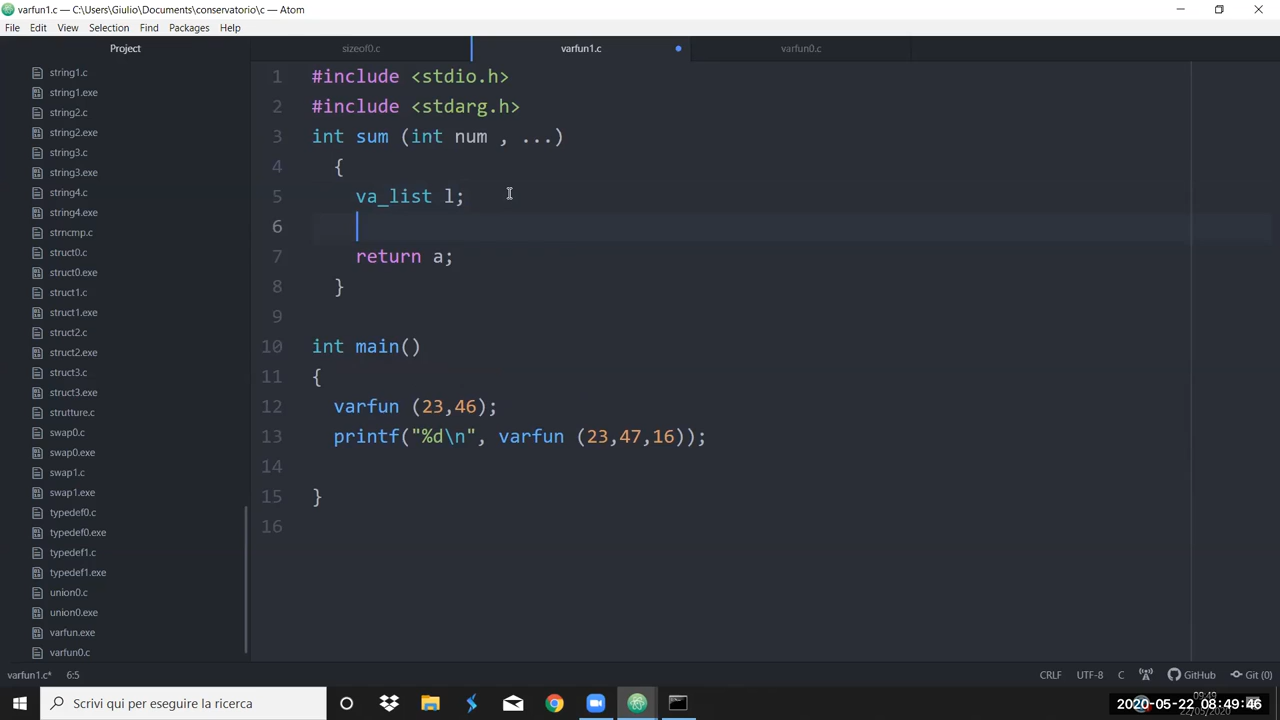 varfun1.c — C:\Users\Giulio\Documents\conservatorio\c — Atom
File Edit View Selection Find Packages Help
Project
sizeof0.c
varfun1.c
varfun0.c
string1.c
string1.exe
string2.c
string2.exe
string3.c
string3.exe
string4.c
string4.exe
strncmp.c
struct0.c
struct0.exe
struct1.c
struct1.exe
struct2.c
struct2.exe
struct3.c
struct3.exe
strutture.c
swap0.c
swap0.exe
swap1.c
swap1.exe
typedef0.c
typedef0.exe
typedef1.c
typedef1.exe
union0.c
union0.exe
varfun.exe
varfun0.c
1 #include <stdio.h>
2 #include <stdarg.h>
3 int sum (int num , ...)
4 {
5 va_list l;
6
7 return a;
8 }
9
10 int main()
11 {
12 varfun (23,46);
13 printf("%d\n", varfun (23,47,16));
14
15 }
16
varfun1.c* 6:5
CRLF UTF-8 C GitHub Git (0)
Scrivi qui per eseguire la ricerca
09:49
22/05/2020
2020-05-22 08:49:46